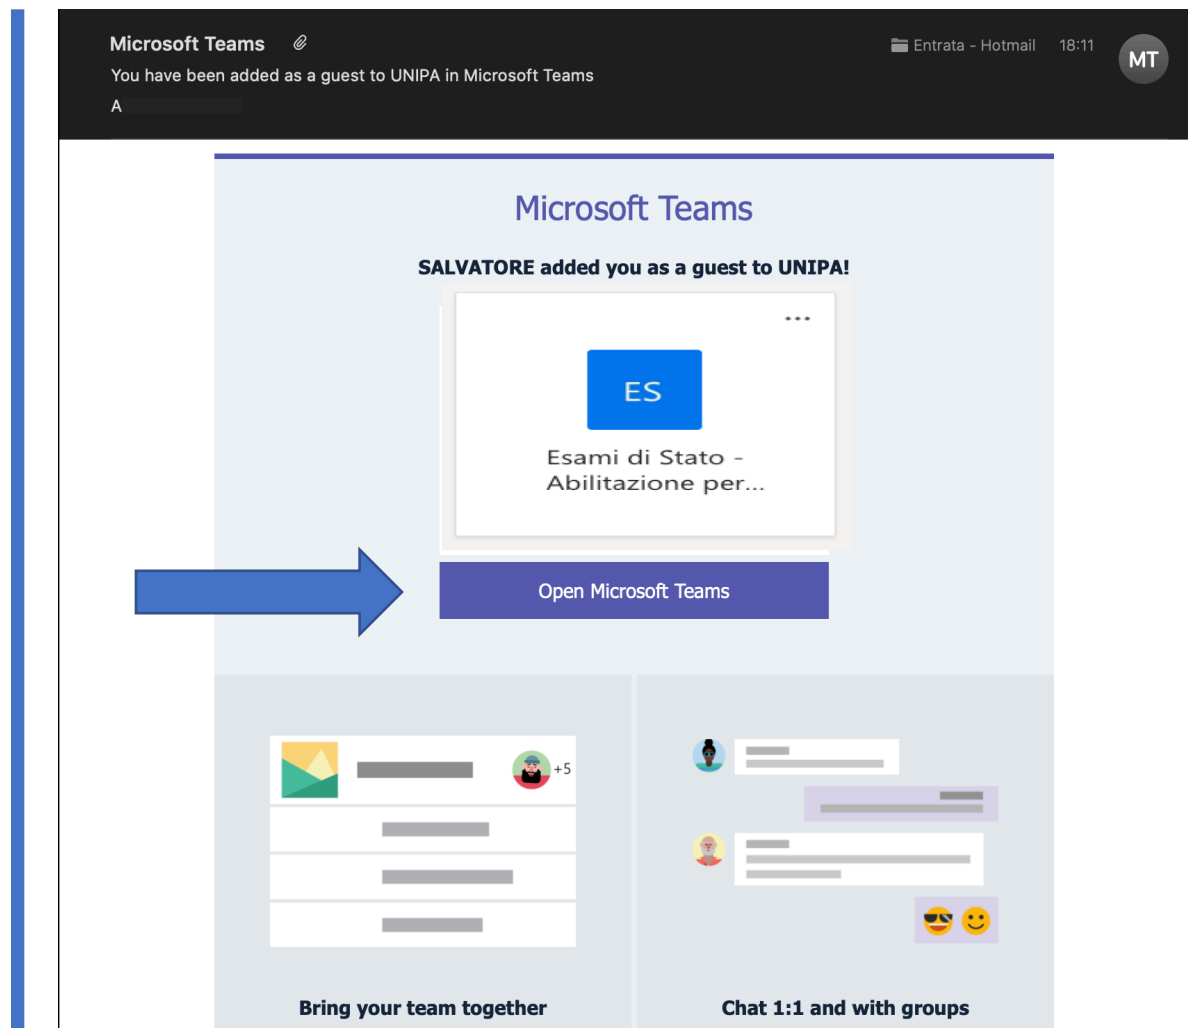 Microsoft Teams
Entrata - Hotmail 18:11
MT
You have been added as a guest to UNIPA in Microsoft Teams
A
Microsoft Teams
SALVATORE added you as a guest to UNIPA!
...
ES
Esami di Stato -
Abilitazione per...
Open Microsoft Teams
+5
Bring your team together
Chat 1:1 and with groups